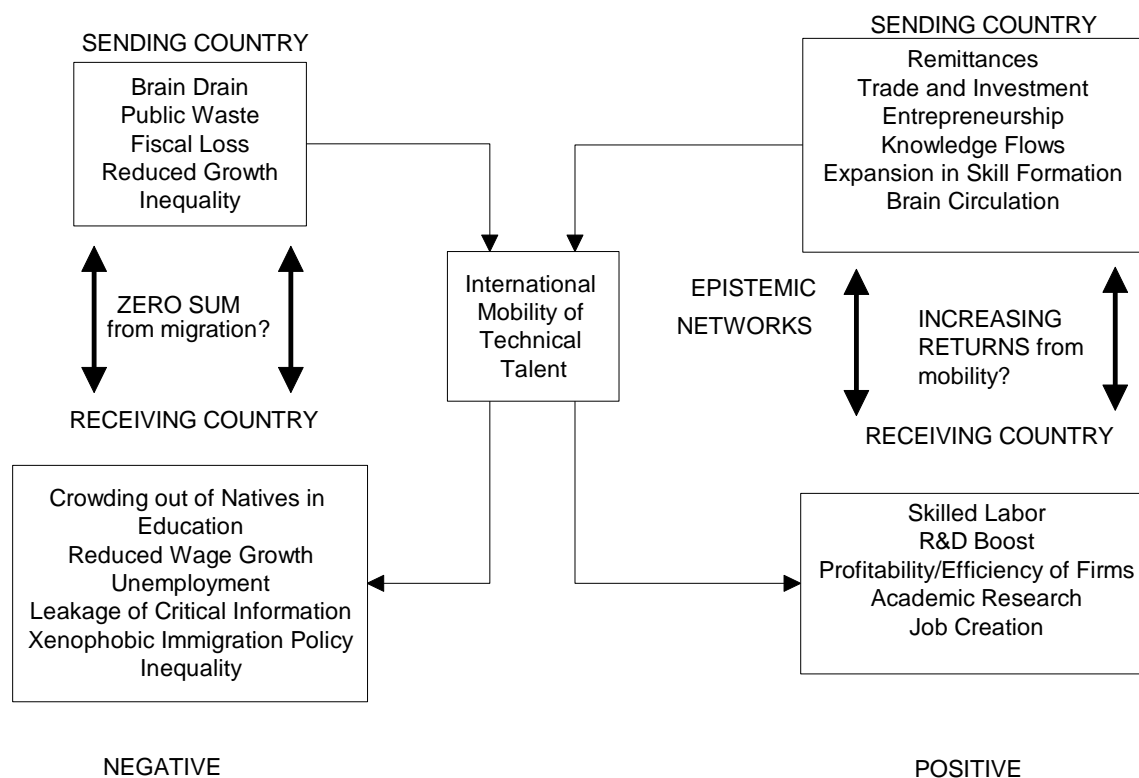 SENDING COUNTRY
Brain Drain
Public Waste
Fiscal Loss
Reduced Growth
Inequality
SENDING COUNTRY
Remittances
Trade and Investment
Entrepreneurship
Knowledge Flows
Expansion in Skill Formation
Brain Circulation
ZERO SUM
from migration?
International
Mobility of
Technical
Talent
EPISTEMIC
NETWORKS
INCREASING
RETURNS from
mobility?
RECEIVING COUNTRY
Crowding out of Natives in
Education
Reduced Wage Growth
Unemployment
Leakage of Critical Information
Xenophobic Immigration Policy
Inequality
RECEIVING COUNTRY
Skilled Labor
R&D Boost
Profitability/Efficiency of Firms
Academic Research
Job Creation
NEGATIVE
POSITIVE